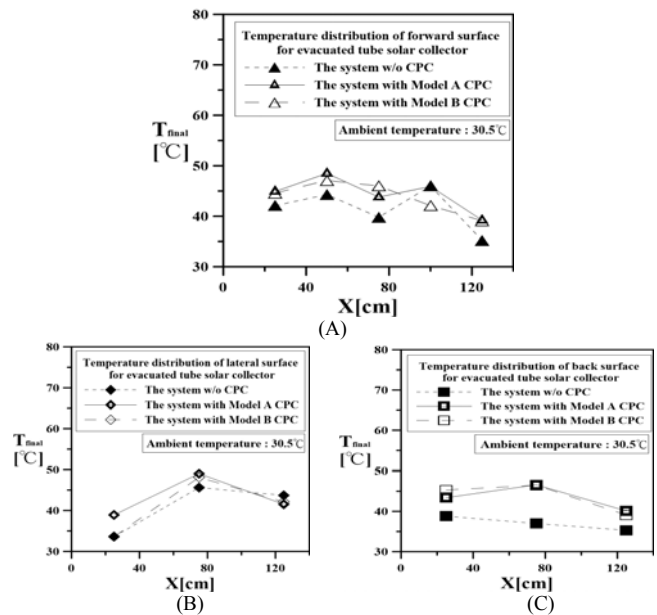 80
70
60
50
40
30
T final
[℃]
Temperature distribution of forward surface
for evacuated tube solar collector
The system w/o CPC
The system with Model A CPC
The system with Model B CPC
Ambient temperature : 30.5℃
0 40 80 120
X[cm]
(A)
80
70
60
50
40
30
T final
[℃]
Temperature distribution of lateral surface
for evacuated tube solar collector
The system w/o CPC
The system with Model A CPC
The system with Model B CPC
Ambient temperature : 30.5℃
0 40 80 120
X[cm]
(B)
80
70
60
50
40
30
T final
[℃]
Temperature distribution of back surface
for evacuated tube solar collector
The system w/o CPC
The system with Model A CPC
The system with Model B CPC
Ambient temperature : 30.5℃
0 40 80 120
X[cm]
(C)